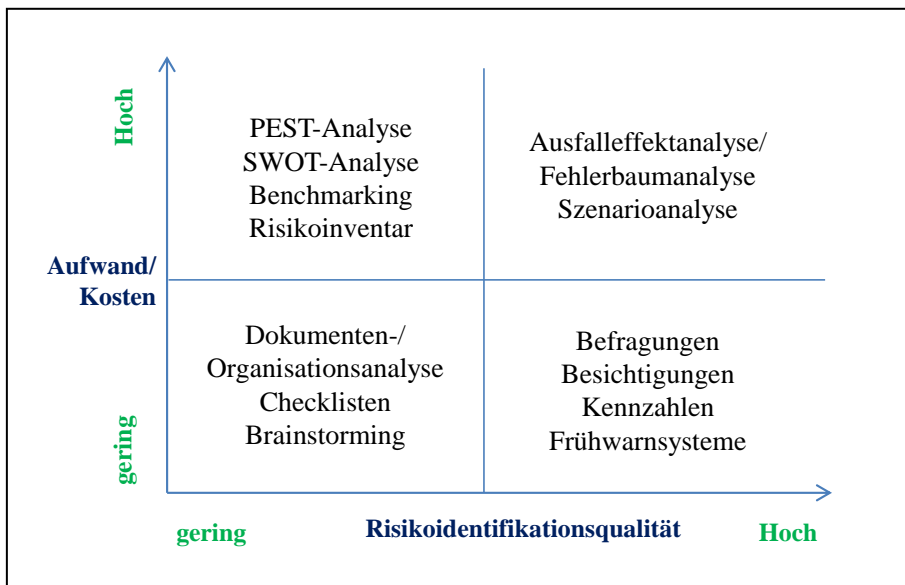 Hoch
PEST-Analyse
SWOT-Analyse
Benchmarking
Risikoinventar
Ausfalleffektanalyse/
Fehlerbaumanalyse
Szenarioanalyse
Aufwand/
Kosten
Dokumenten-/
Organisationsanalyse
Checklisten
Brainstorming
Befragungen
Besichtigungen
Kennzahlen
Frühwarnsysteme
gering
gering
Risikoidentifikationsqualität
Hoch